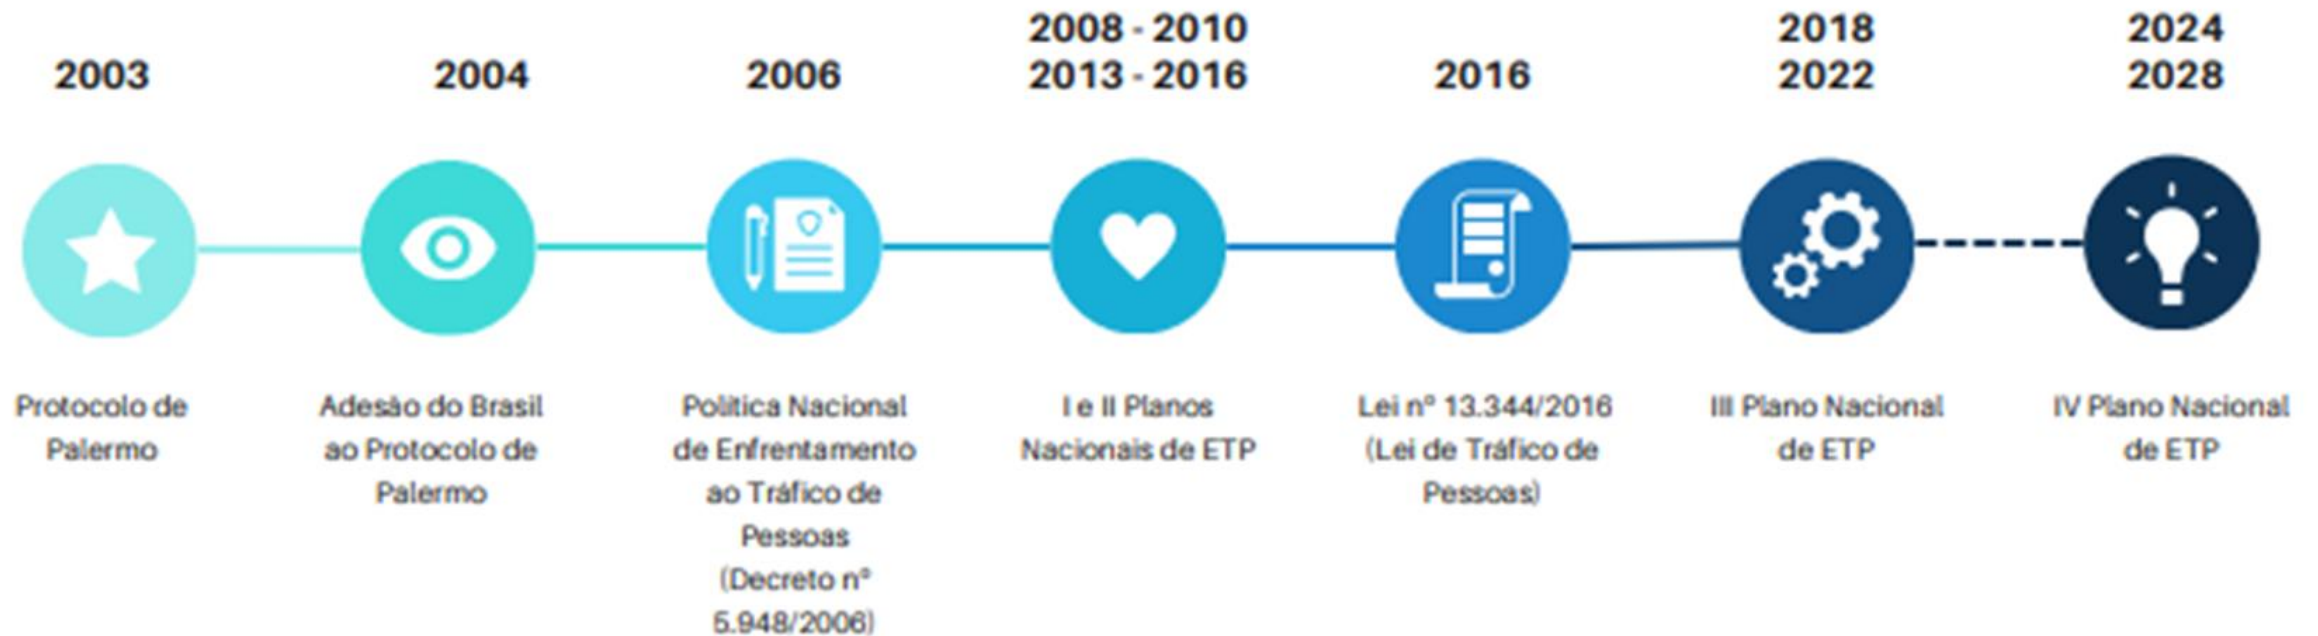 2003
Protocolo de
Palermo
2004
Adesão do Brasil
ao Protocolo de
Palermo
2006
Política Nacional
de Enfrentamento
ao Tráfico de
Pessoas
(Decreto nº
5.948/2006)
2008 - 2010
2013 - 2016
I e II Planos
Nacionais de ETP
2016
Lei nº 13.344/2016
(Lei de Tráfico de
Pessoas)
2018
2022
III Plano Nacional
de ETP
2024
2028
IV Plano Nacional
de ETP